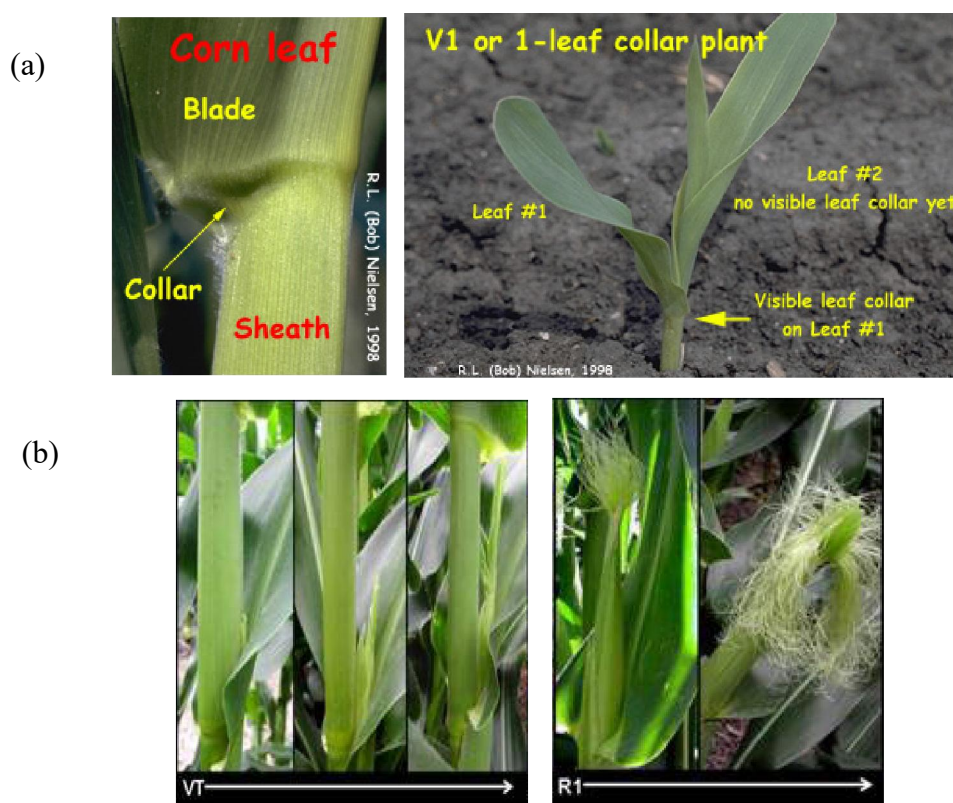 (a)
Corn leaf
Blade
Collar
Sheath
R.L. (Bob) Nielsen, 1998
V1 or 1-leaf collar plant
Leaf #1
Leaf #2
no visible leaf collar yet
Visible leaf collar
on Leaf #1
R.L. (Bob) Nielsen, 1998
(b)
VT
R1